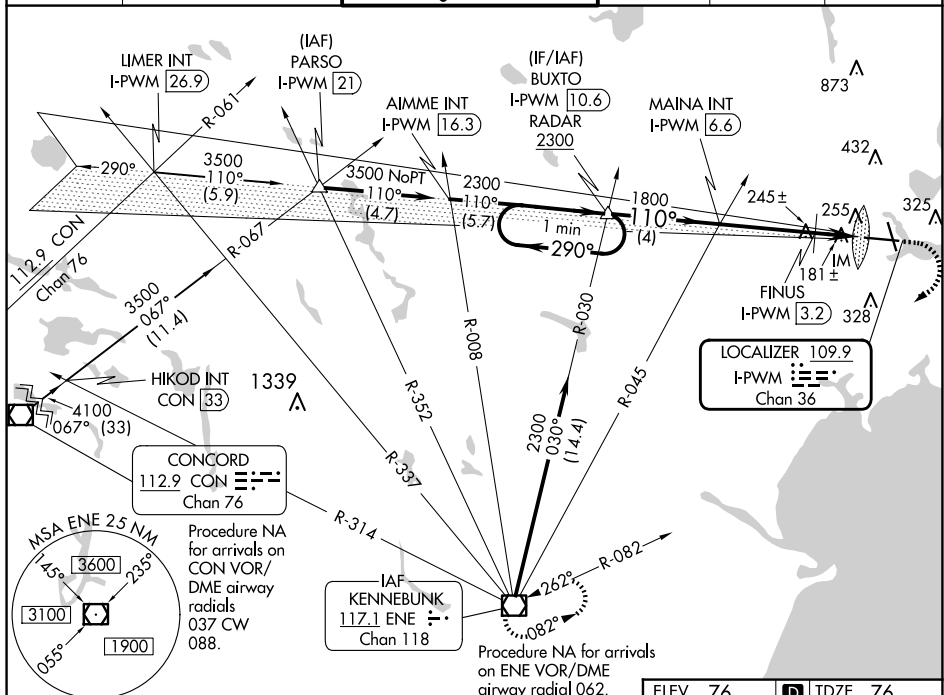 (IAF)
LIMER INT
I-PWM 26.9
PARSO
I-PWM 21
(IF/IAF)
BUXTO
I-PWM 10.6
RADAR
2300
AIMME INT
I-PWM 16.3
MAINA INT
I-PWM 6.6
873
432
325
R-061
290°
3500
110°
(5.9)
3500 NoPT
110°
(4.7)
2300
110°
(5.7)
1800
110°
(4)
245±
255
1 min
290°
IM
181±
FINUS
I-PWM 3.2
328
R-067
112.9 CON
Chan 76
3500
067°
(11.4)
R-008
R-030
R-045
R-352
R-337
LOCALIZER 109.9
I-PWM
Chan 36
HIKOD INT
CON 33
1339
4100
067° (33)
2300
030°
(14.4)
CONCORD
112.9 CON
Chan 76
R-314
MSA ENE 25 NM
145°
3600
235°
3100
1900
055°
Procedure NA
for arrivals on
CON VOR/
DME airway
radials
037 CW
088.
IAF
KENNEBUNK
117.1 ENE
Chan 118
262°
R-082
082°
Procedure NA for arrivals
on ENE VOR/DME
airway radial 062.
ELEV 76
D
TDZE 76